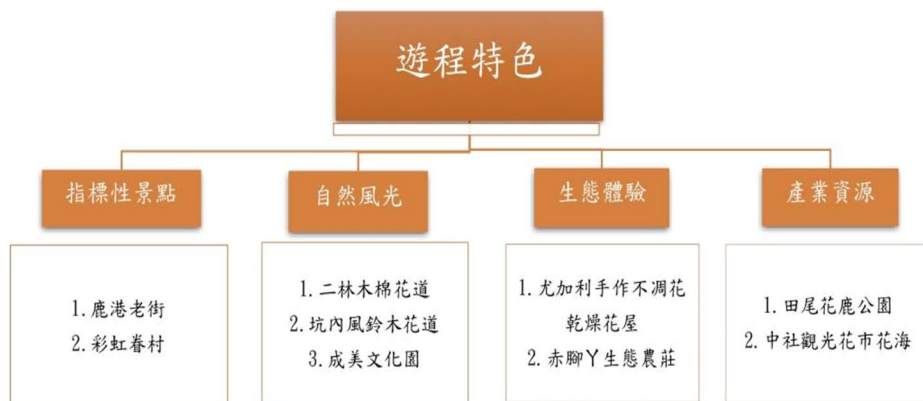 遊程特色
指標性景點
1.鹿港老街
2.彩虹眷村
自然風光
1.二林木棉花道
2.坑內風鈴木花道
3.成美文化園
生態體驗
1.尤加利手作不凋花
乾燥花屋
2.赤腳丫生態農莊
產業資源
1.田尾花鹿公園
2.中社觀光花市花海